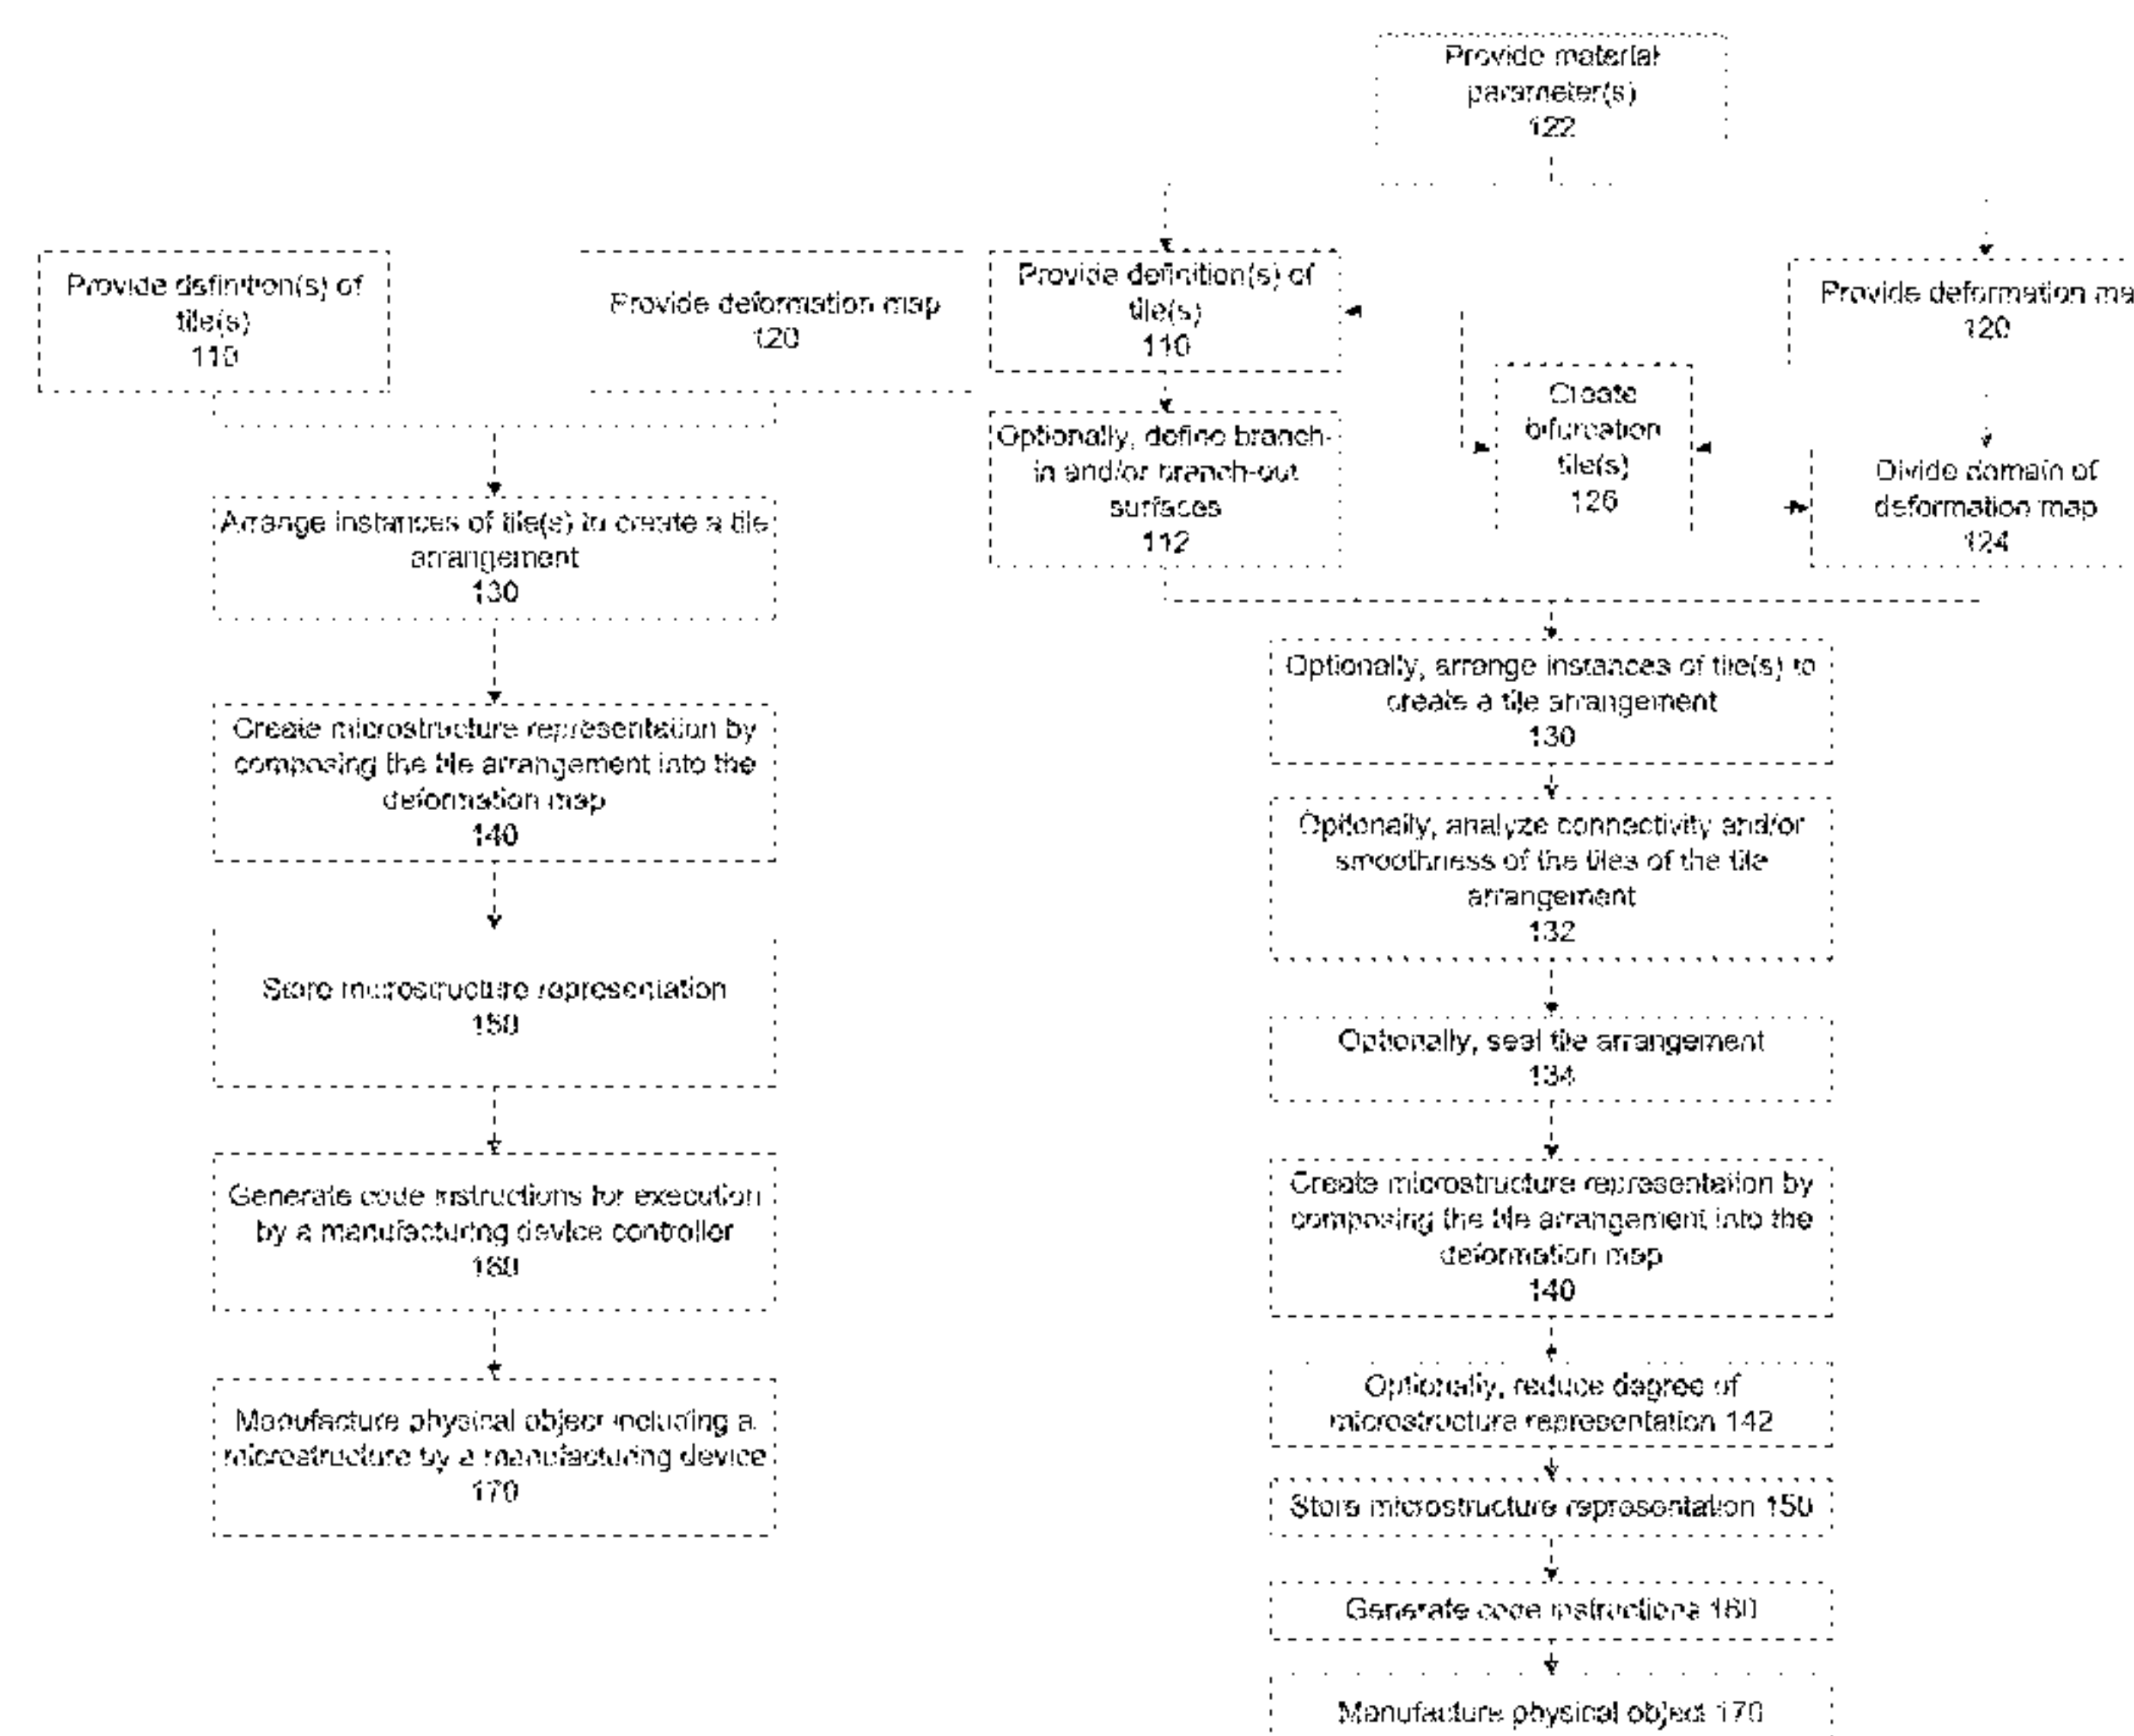 Provide definition(s) of
tile(s)
110
Provide deformation map
120
Arrange instances of tile(s) to create a tile
arrangement
130
Create microstructure representation by
composing the tile arrangement into the
deformation map
140
Store microstructure representation
150
Generate code instructions for execution
by a manufacturing device controller
160
Manufacture physical object including a
microstructure by a manufacturing device
170
Provide material
parameter(s)
122
Provide definition(s) of
tile(s)
110
Provide deformation ma
120
Optionally, define branch-
in and/or branch-out
surfaces
112
Create
bifurcation
tile(s)
126
Divide domain of
deformation map
124
Optionally, arrange instances of tile(s) to
create a tile arrangement
130
Optionally, analyze connectivity and/or
smoothness of the tiles of the tile
arrangement
132
Optionally, seal tile arrangement
134
Create microstructure representation by
composing the tile arrangement into the
deformation map
140
Optionally, reduce degree of
microstructure representation 142
Store microstructure representation 150
Generate code instructions 160
Manufacture physical object 170